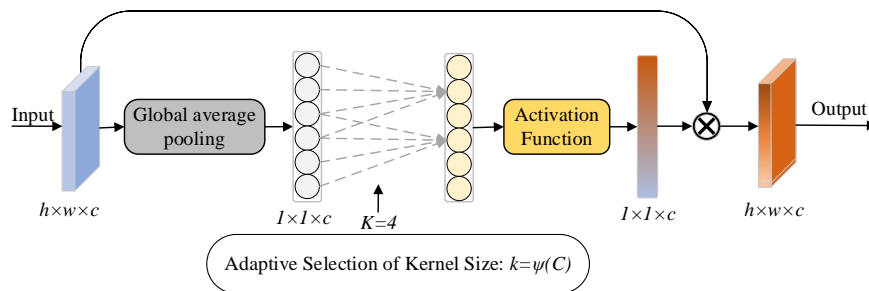 Input
Global average
pooling
Activation
Function
Output
h×w×c
1×1×c
K=4
1×1×c
h×w×c
Adaptive Selection of Kernel Size: k=ψ(C)